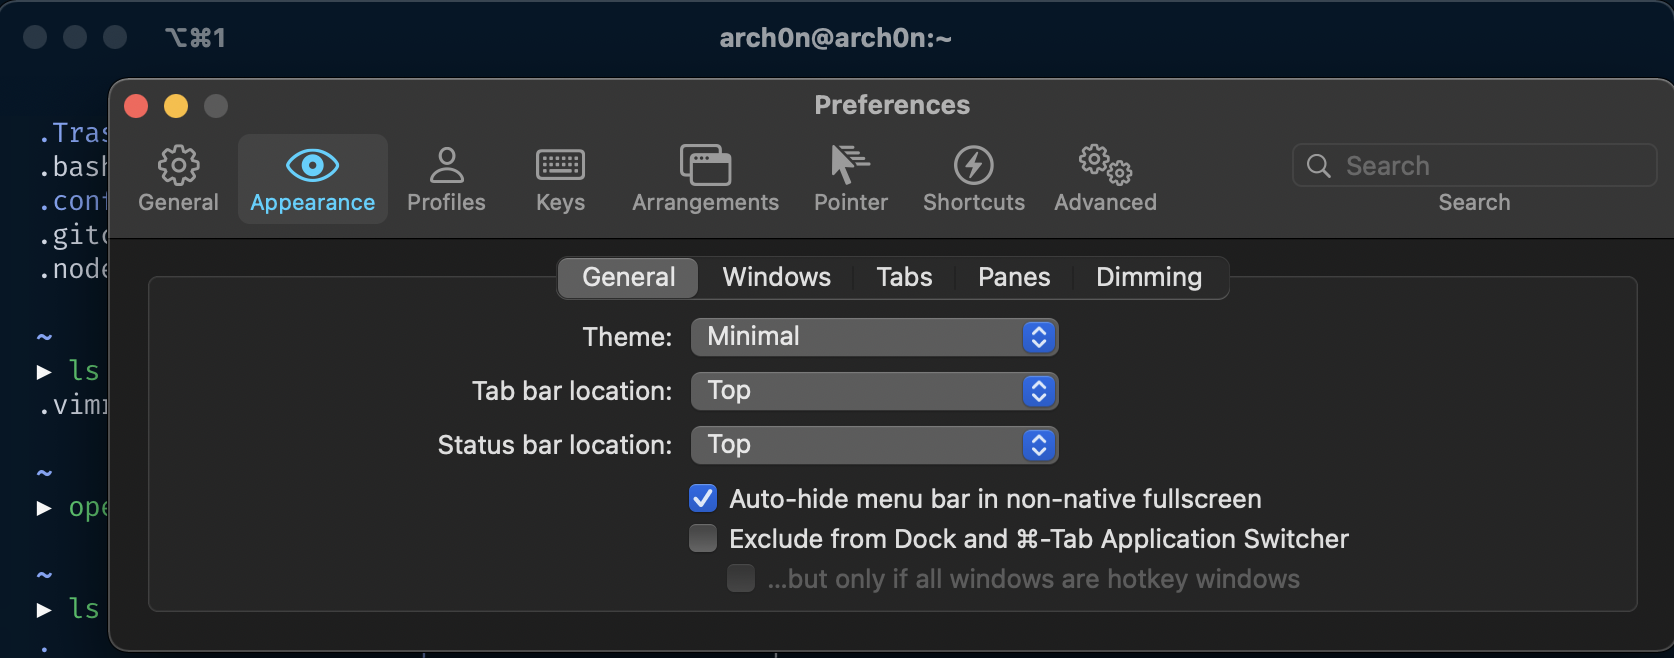 ⌥⌘1
arch0n@arch0n:~
Preferences
General
Appearance
Profiles
Keys
Arrangements
Pointer
Shortcuts
Advanced
Search
Search
General
Windows
Tabs
Panes
Dimming
Theme: Minimal
Tab bar location: Top
Status bar location: Top
Auto-hide menu bar in non-native fullscreen
Exclude from Dock and ⌘-Tab Application Switcher
...but only if all windows are hotkey windows
.Tras
.bash
.conf
.gitc
.node
~
▶ ls
.vim
~
▶ ope
~
▶ ls
.